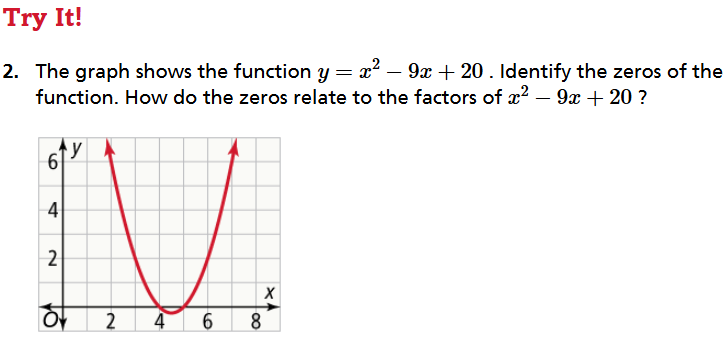 Try It!
2. The graph shows the function y = x² – 9x + 20 . Identify the zeros of the
function. How do the zeros relate to the factors of x² – 9x + 20 ?
y
6
4
2
x
O 2 4 6 8